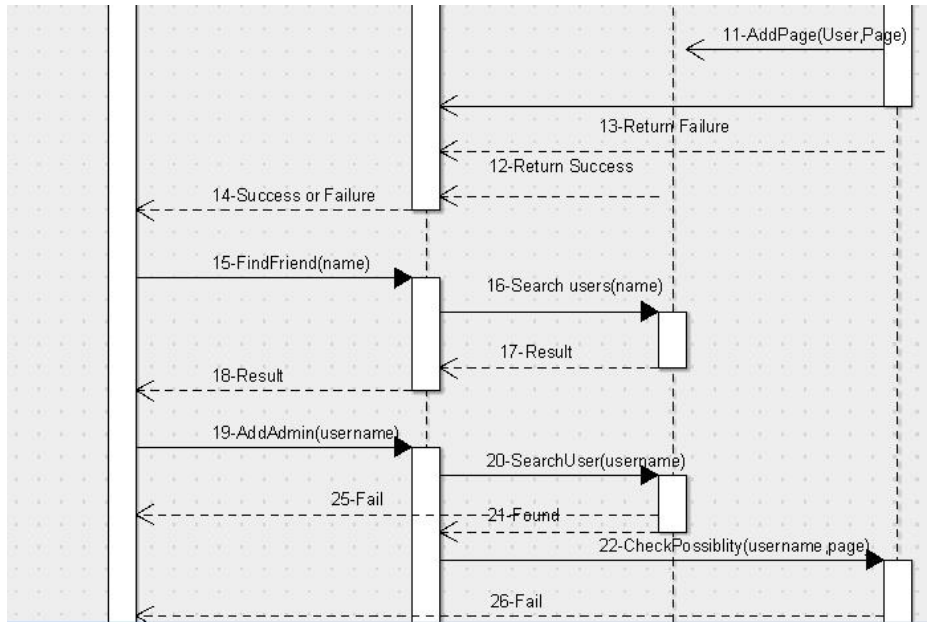 11-AddPage(User,Page)
13-Return Failure
12-Return Success
14-Success or Failure
15-FindFriend(name)
16-Search users(name)
17-Result
18-Result
19-AddAdmin(username)
20-SearchUser(username)
25-Fail
21-Found
22-CheckPossiblity(username,page)
26-Fail